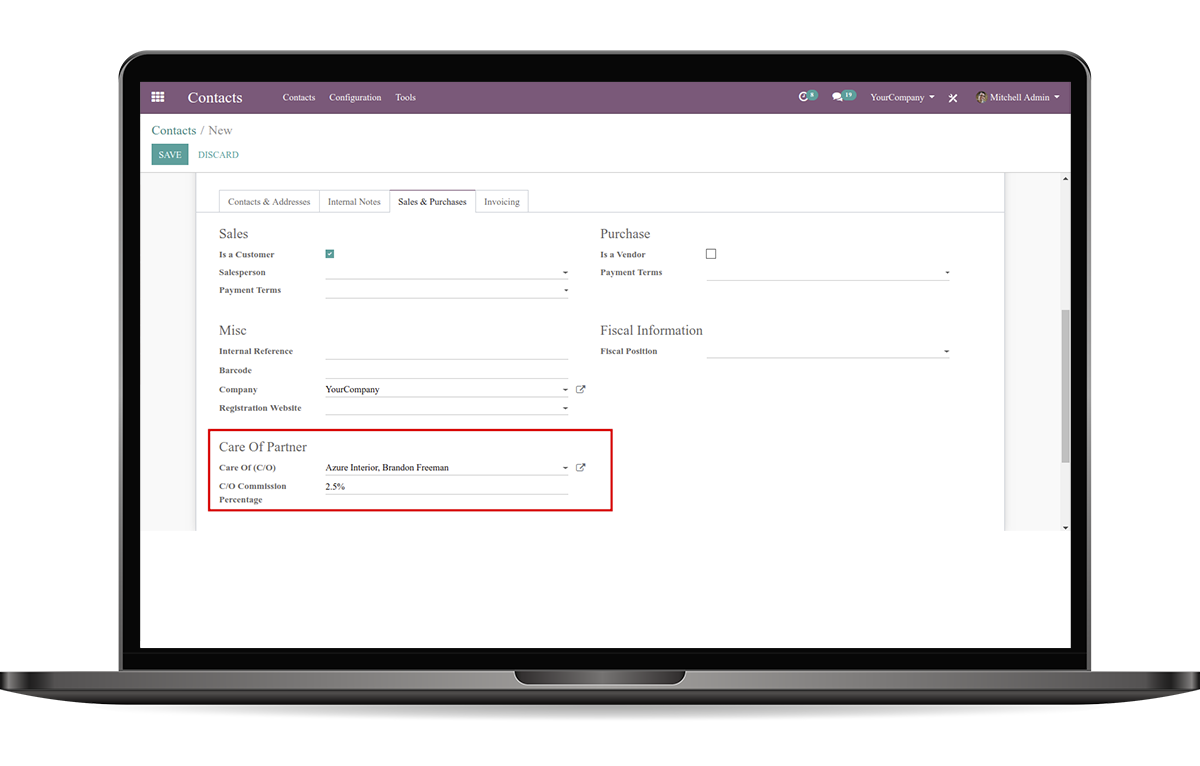 Contacts Contacts Configuration Tools 8 19 YourCompany Mitchell Admin
Contacts / New
SAVE DISCARD
Contacts & Addresses Internal Notes Sales & Purchases Invoicing
Sales Purchase
Is a Customer Is a Vendor
Salesperson Payment Terms
Payment Terms
Misc Fiscal Information
Internal Reference Fiscal Position
Barcode
Company YourCompany
Registration Website
Care Of Partner
Care Of (C/O) Azure Interior, Brandon Freeman
C/O Commission 2.5%
Percentage